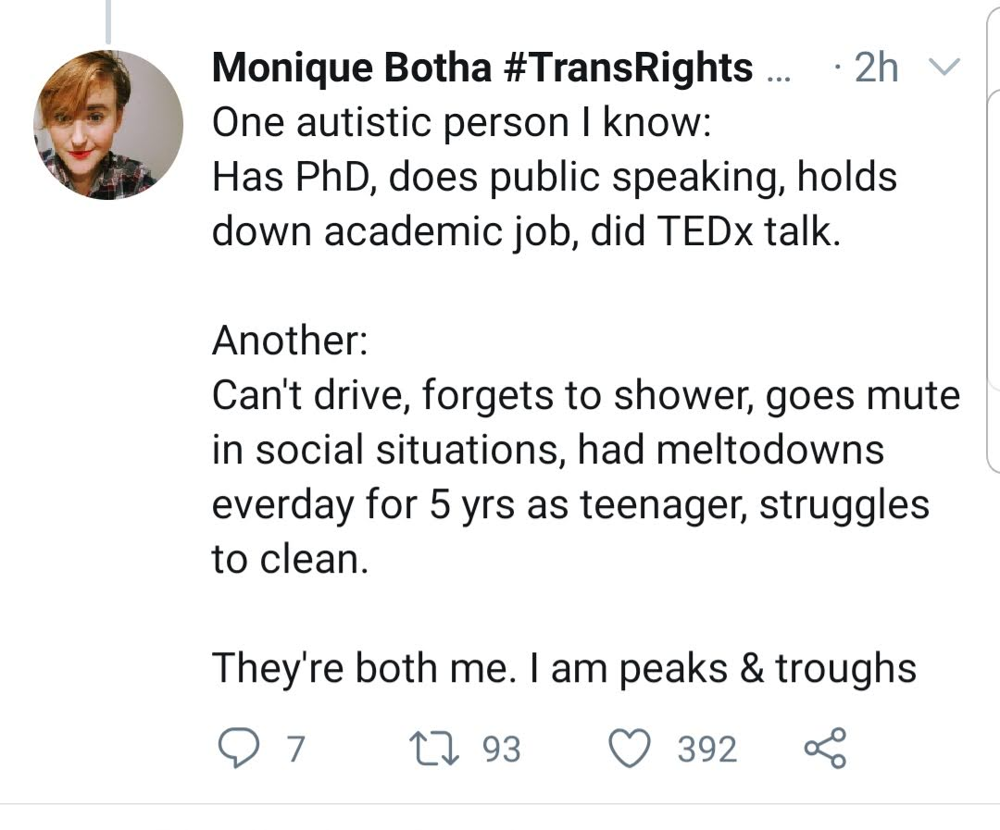 Monique Botha #TransRights ... · 2h
One autistic person I know:
Has PhD, does public speaking, holds
down academic job, did TEDx talk.
Another:
Can't drive, forgets to shower, goes mute
in social situations, had meltodowns
everday for 5 yrs as teenager, struggles
to clean.
They're both me. I am peaks & troughs
7 93 392